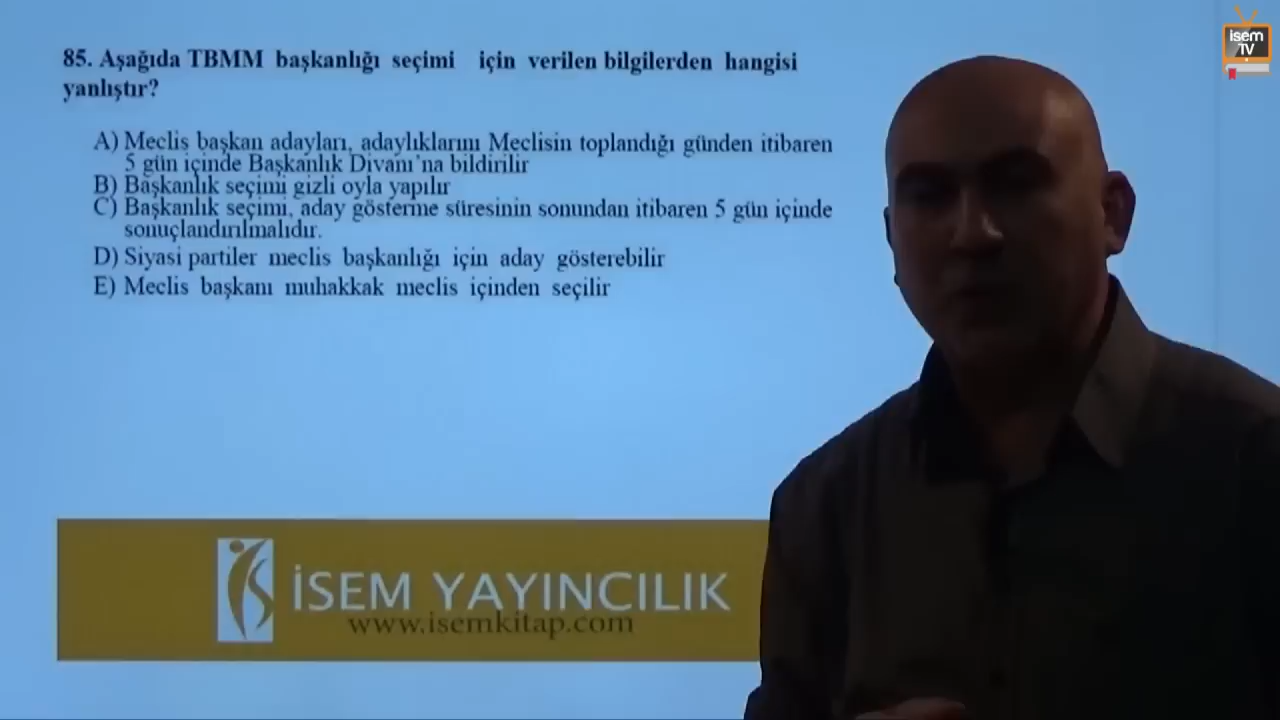 isem
TV
85. Aşağıda TBMM başkanlığı seçimi için verilen bilgilerden hangisi
yanlıştır?
A) Meclis başkan adayları, adaylıklarını Meclisin toplandığı günden itibaren
5 gün içinde Başkanlık Divanı'na bildirilir
B) Başkanlık seçimi gizli oyla yapılır
C) Başkanlık seçimi, aday gösterme süresinin sonundan itibaren 5 gün içinde
sonuçlandırılmalıdır.
D) Siyasi partiler meclis başkanlığı için aday gösterebilir
E) Meclis başkanı muhakkak meclis içinden seçilir
İSEM YAYINCILIK
www.isemkitap.com